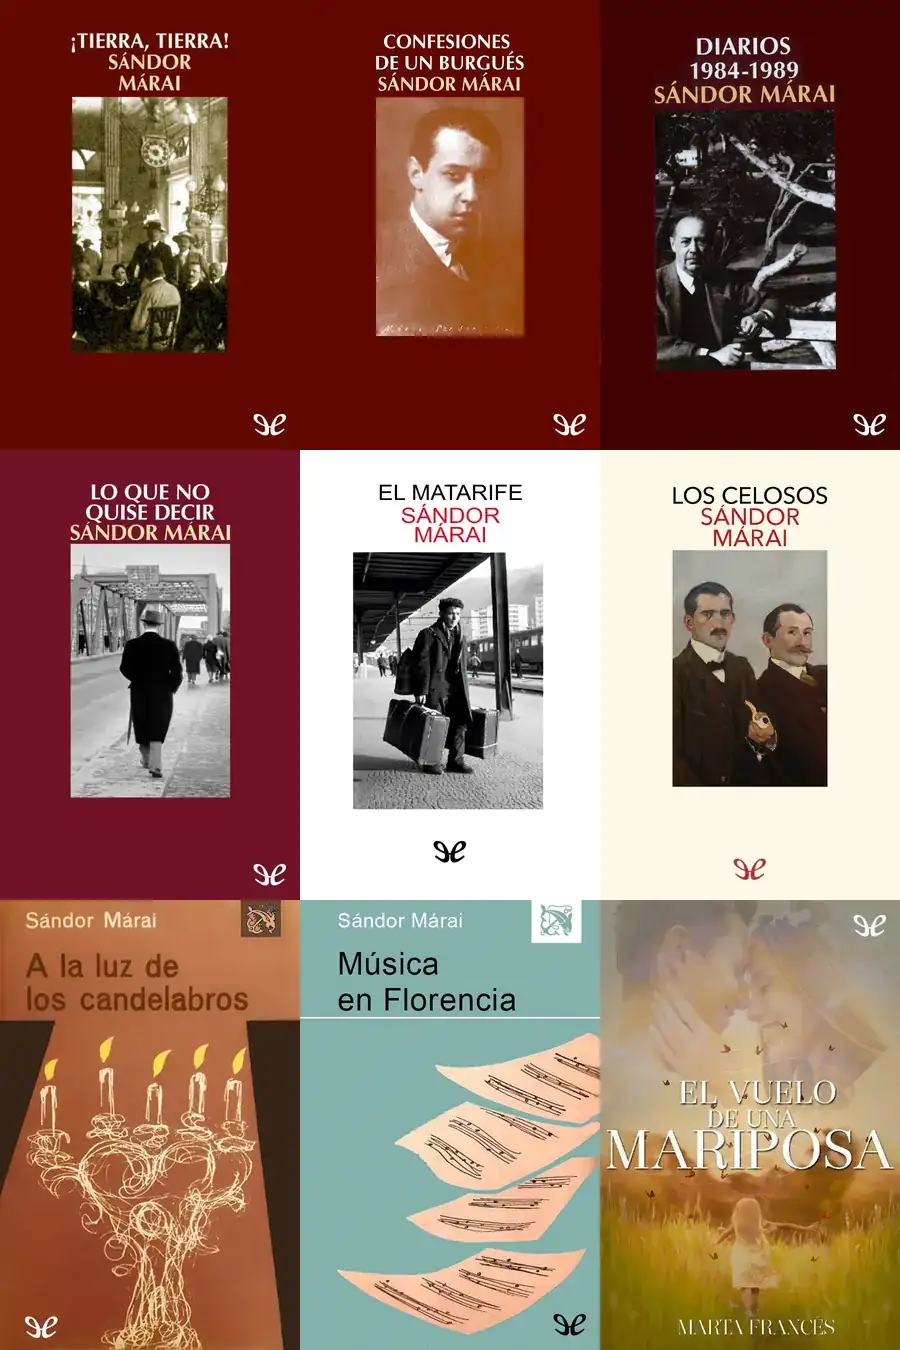 ¡TIERRA, TIERRA!
SÁNDOR
MÁRAI
CONFESIONES
DE UN BURGUÉS
SÁNDOR MÁRAI
DIARIOS
1984-1989
SÁNDOR MÁRAI
LO QUE NO
QUISE DECIR
SÁNDOR MÁRAI
EL MATARIFE
SÁNDOR
MÁRAI
LOS CELOSOS
SÁNDOR
MÁRAI
Sándor Márai
A la luz de
los candelabros
Sándor Márai
Música
en Florencia
EL VUELO
DE UNA
MARIPOSA
MARTA FRANCÉS